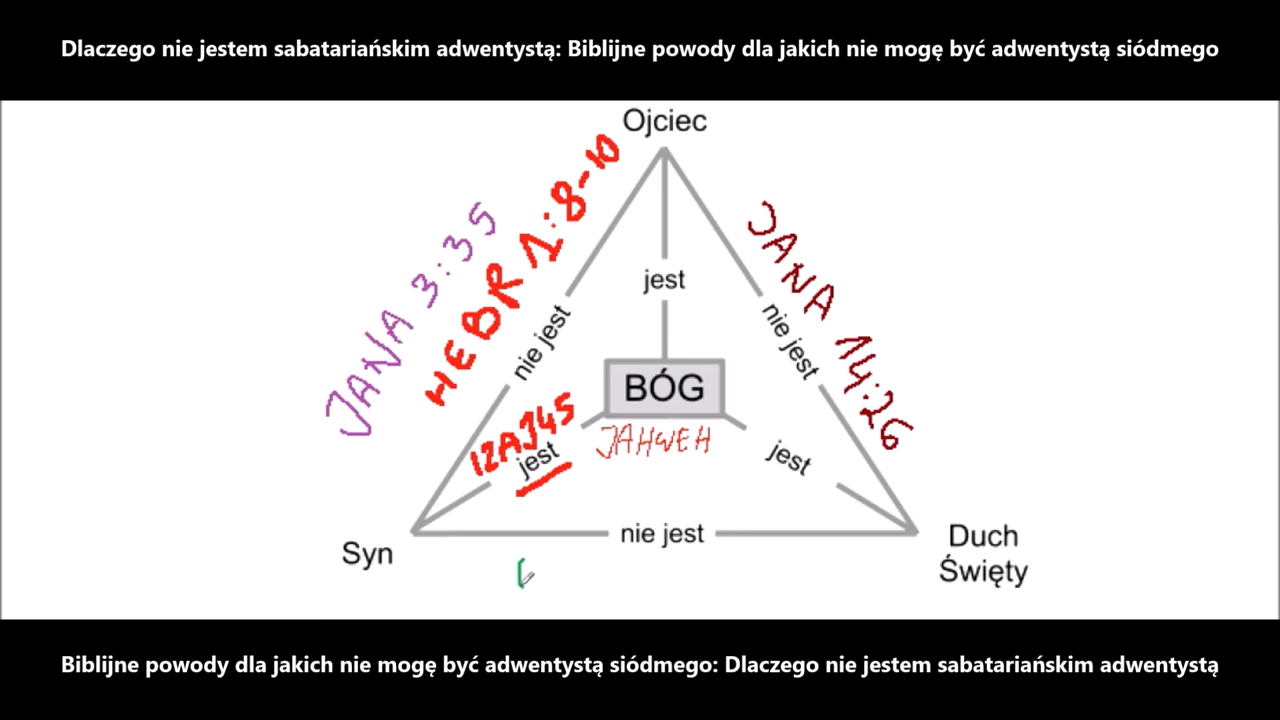 Dlaczego nie jestem sabatariańskim adwentystą: Biblijne powody dla jakich nie mogę być adwentystą siódmego
Ojciec
JANA 3:35
HEBR 1:8-10
JANA 14:26
nie jest
jest
nie jest
BÓG
JAHWEH
IZAJ45
jest
jest
nie jest
Syn
Duch
Święty
Biblijne powody dla jakich nie mogę być adwentystą siódmego: Dlaczego nie jestem sabatariańskim adwentystą